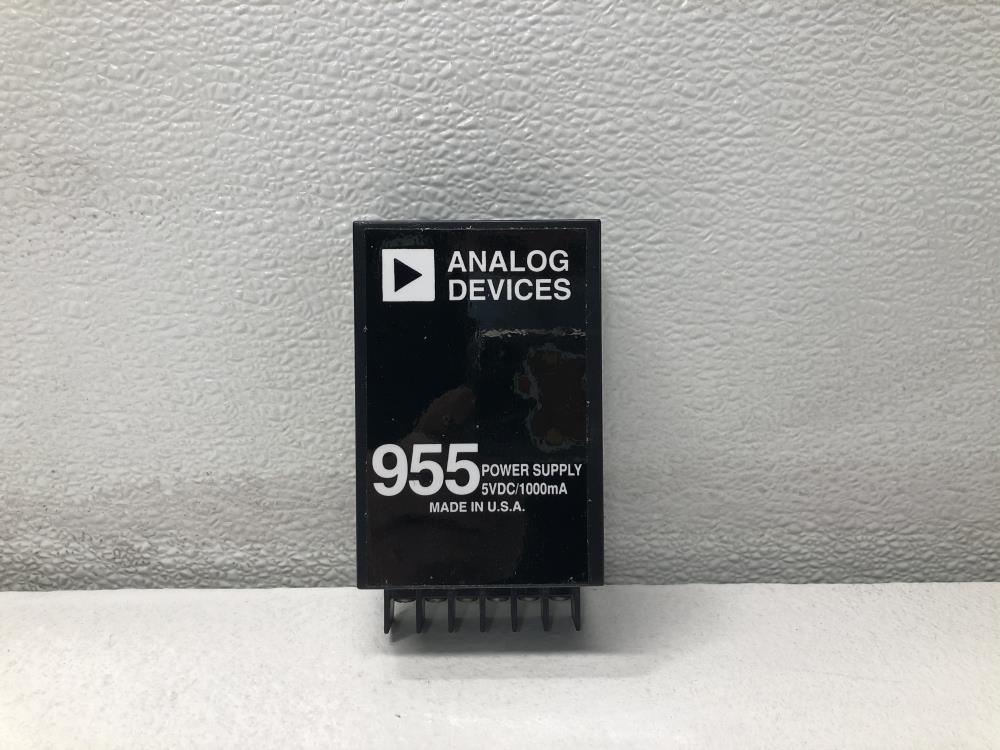 ANALOG
DEVICES
955 POWER SUPPLY
5VDC/1000mA
MADE IN U.S.A.